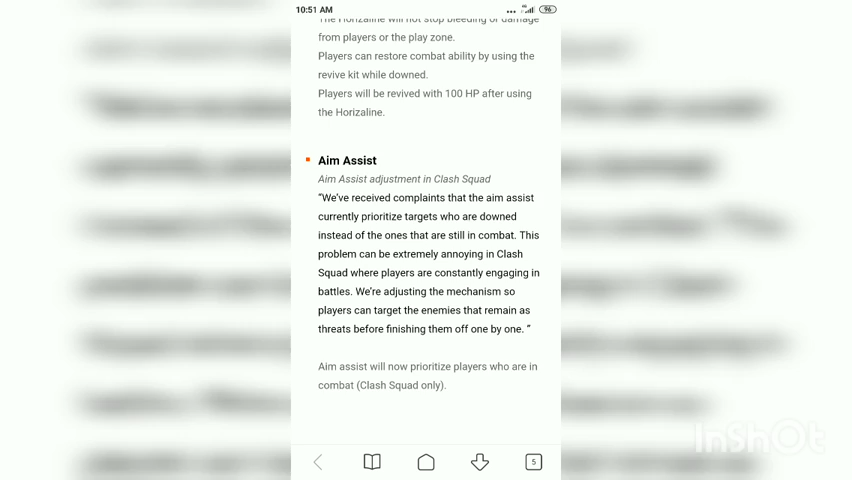 10:51 AM
96
The Horizaline will not stop bleeding or damage
from players or the play zone.
Players can restore combat ability by using the
revive kit while downed.
Players will be revived with 100 HP after using
the Horizaline.
Aim Assist
Aim Assist adjustment in Clash Squad
“We’ve received complaints that the aim assist
currently prioritize targets who are downed
instead of the ones that are still in combat. This
problem can be extremely annoying in Clash
Squad where players are constantly engaging in
battles. We’re adjusting the mechanism so
players can target the enemies that remain as
threats before finishing them off one by one. ”
Aim assist will now prioritize players who are in
combat (Clash Squad only).
InShOt
5